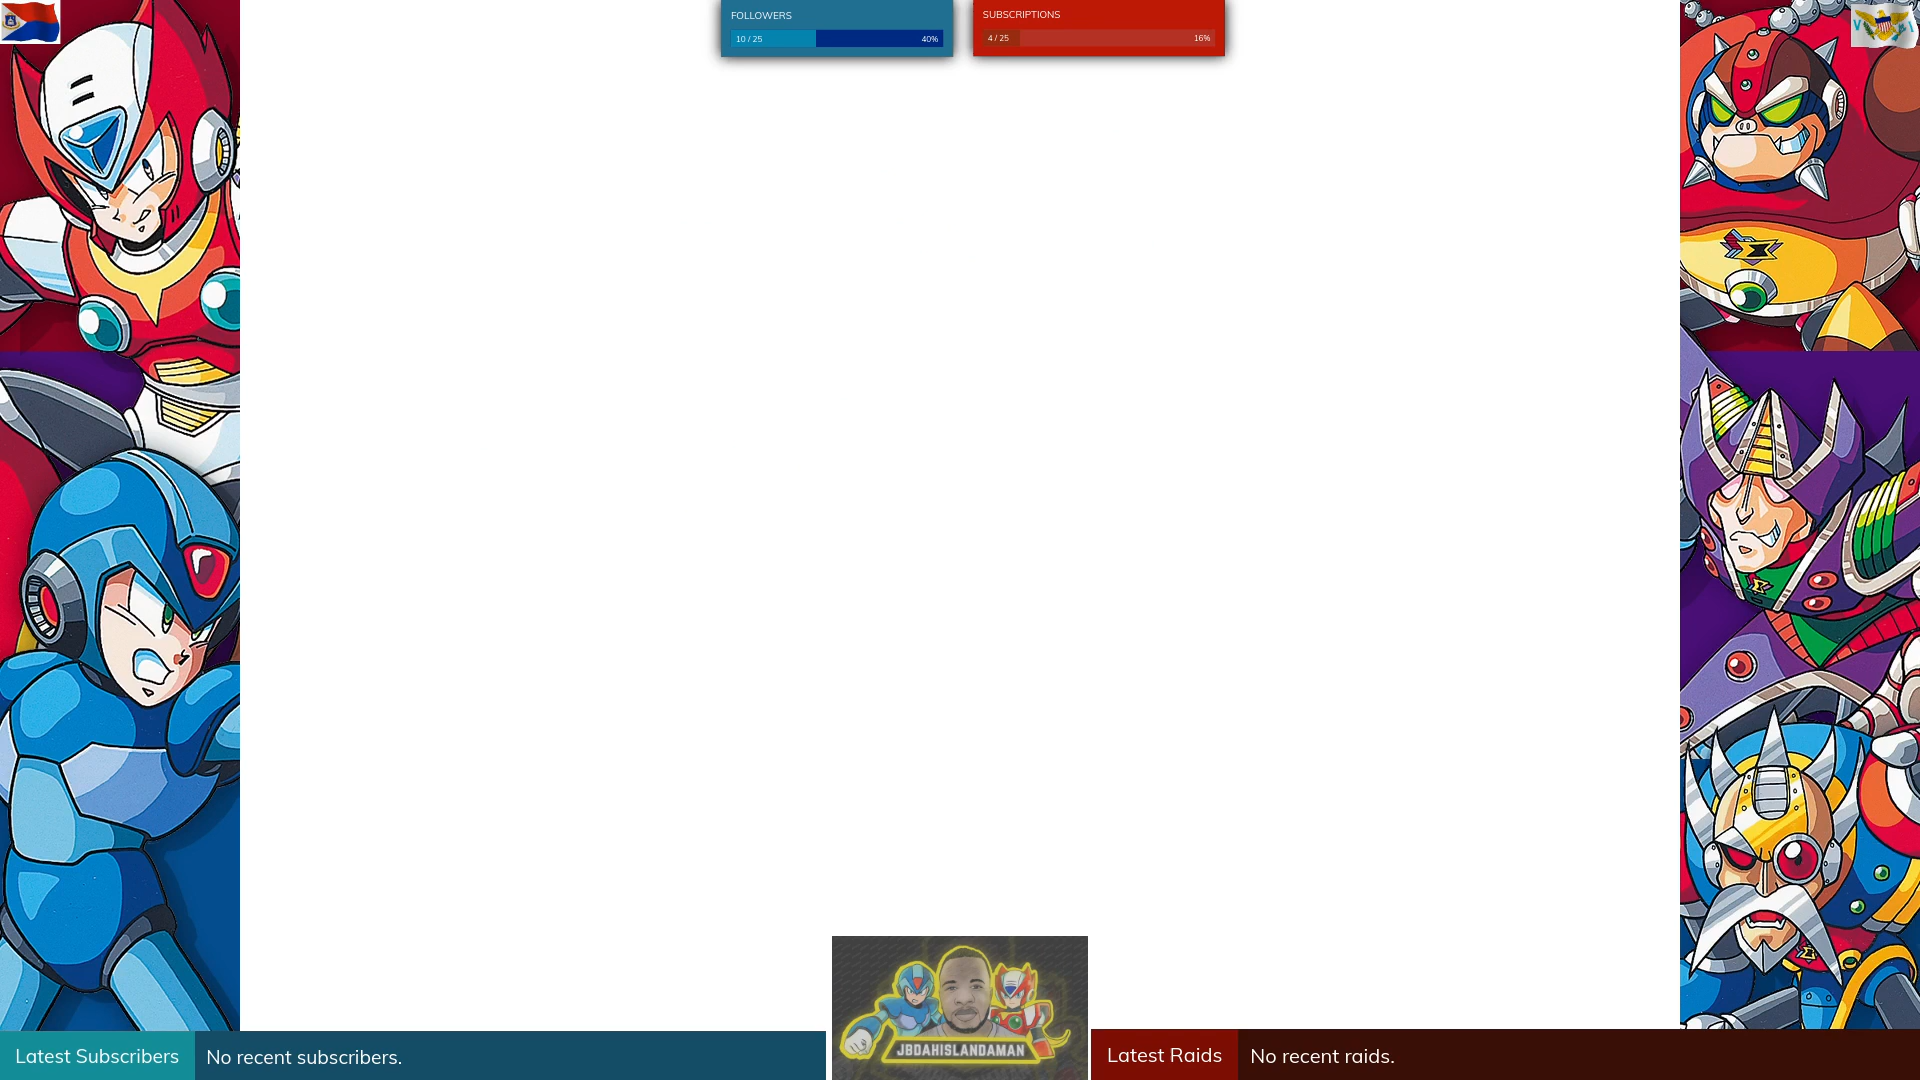 FOLLOWERS
10 / 25
40%
SUBSCRIPTIONS
4 / 25
16%
V I
JBDAHISLANDAMAN
Latest Subscribers
No recent subscribers.
Latest Raids
No recent raids.